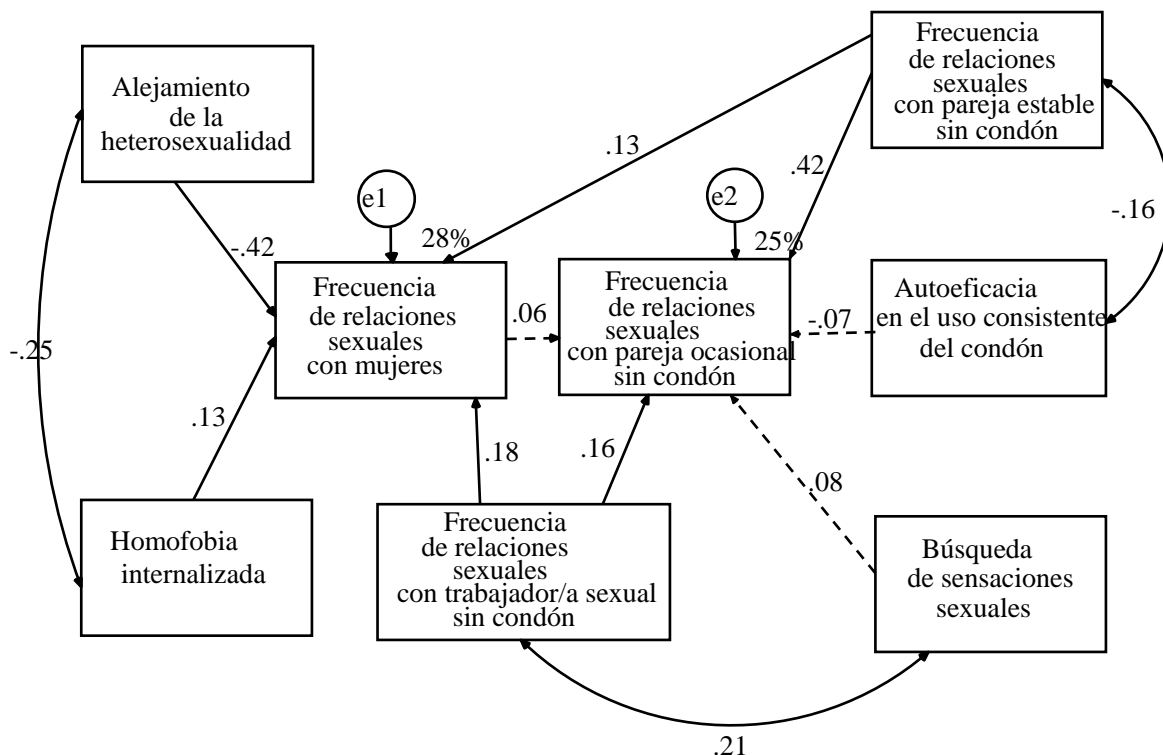 Frecuencia
de relaciones
sexuales
con pareja estable
sin condón
Alejamiento
de la
heterosexualidad
.13
.42
e1
e2
-.16
28%
25%
-.42
Frecuencia
de relaciones
sexuales
con mujeres
.06
Frecuencia
de relaciones
sexuales
con pareja ocasional
sin condón
-.07
Autoeficacia
en el uso consistente
del condón
-.25
.13
.18
.16
.08
Homofobia
internalizada
Frecuencia
de relaciones
sexuales
con trabajador/a sexual
sin condón
Búsqueda
de sensaciones
sexuales
.21